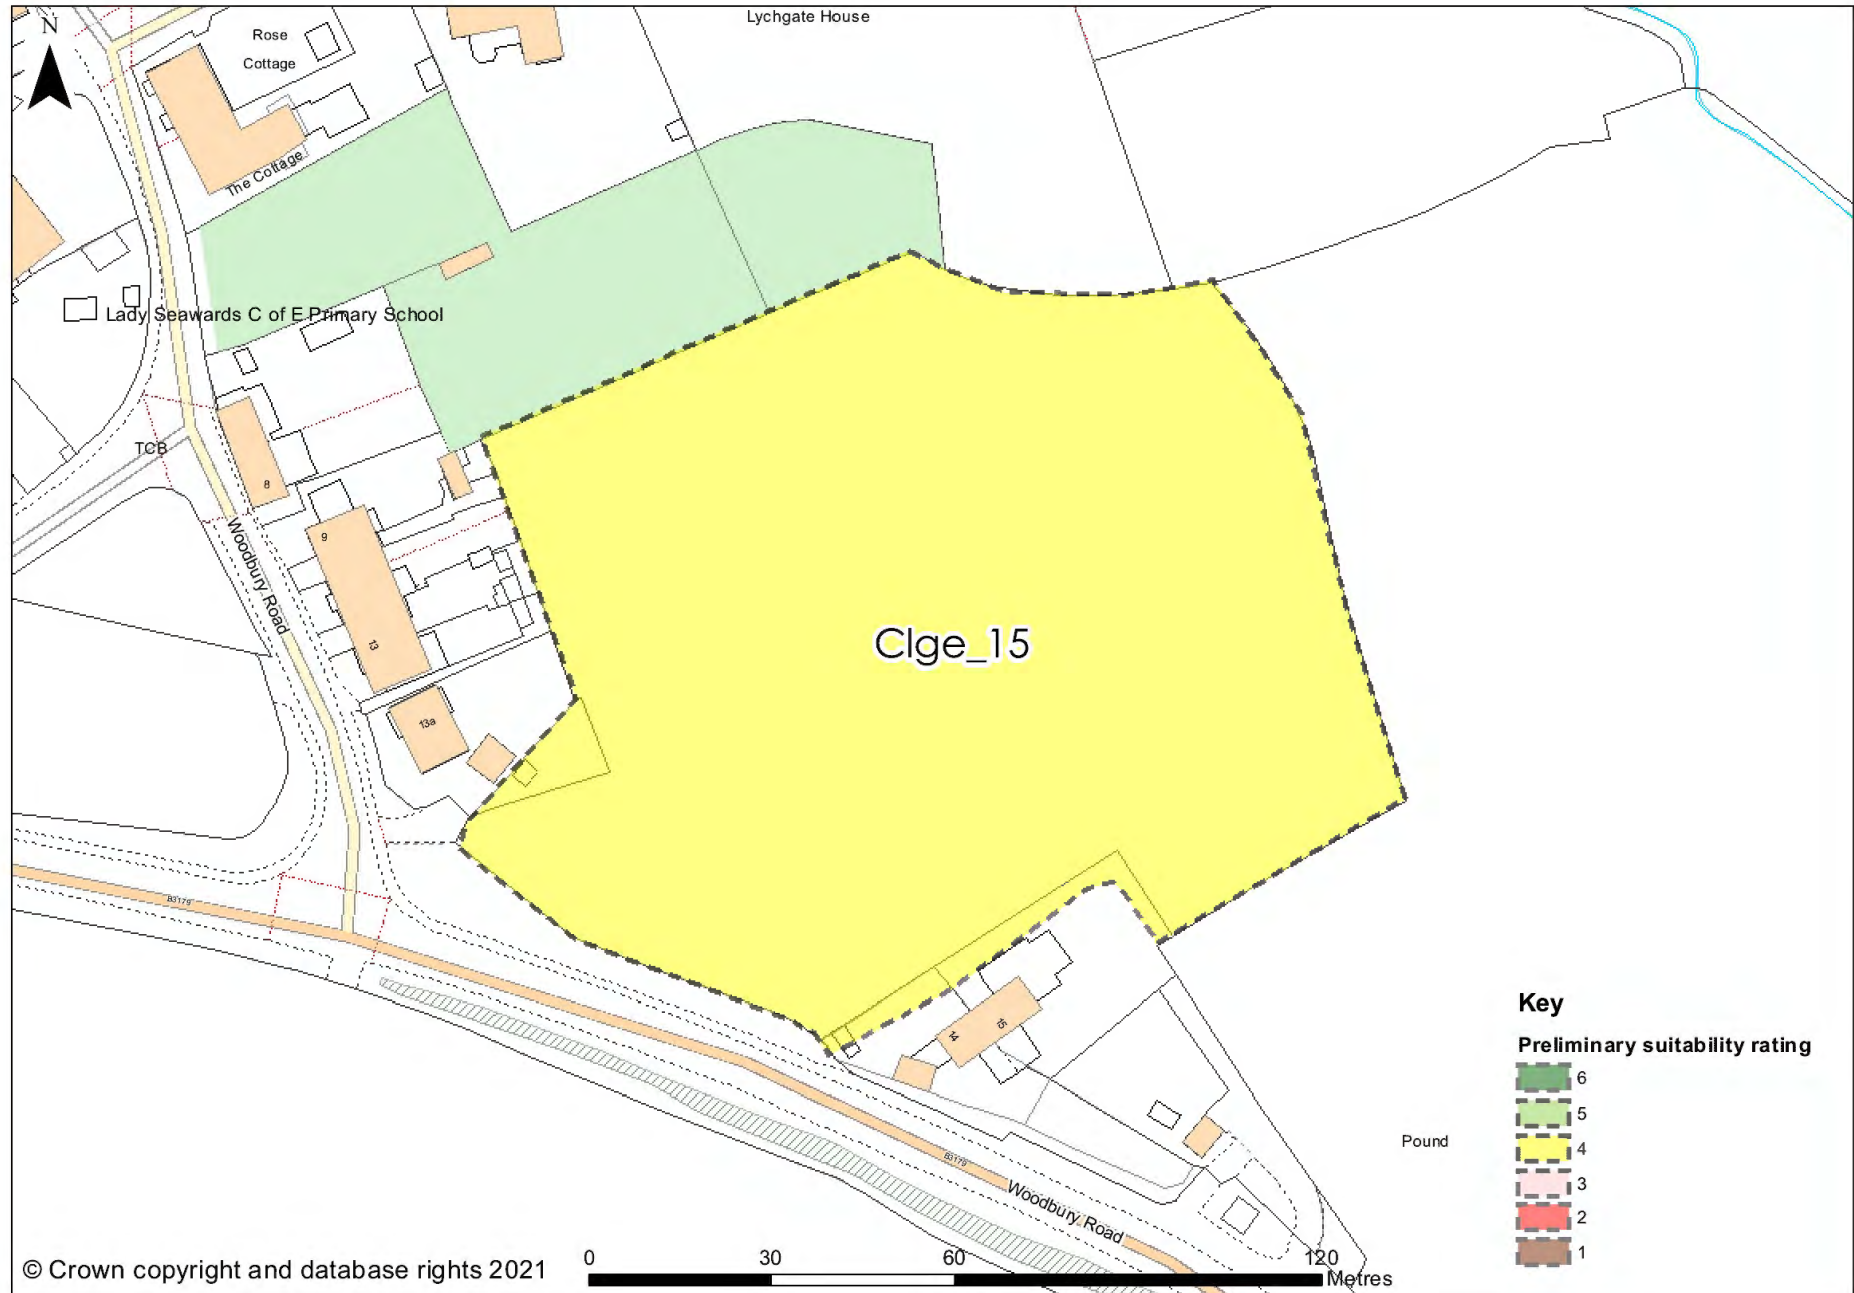 N
Rose
Cottage
Lychgate House
The Cottage
Lady Seawards C of E Primary School
TCB
8
9
Woodbury Road
13
13a
Clge_15
B3179
14
15
B3179
Woodbury Road
Pound
Key
Preliminary suitability rating
6
5
4
3
2
1
© Crown copyright and database rights 2021
0 30 60 120
Metres